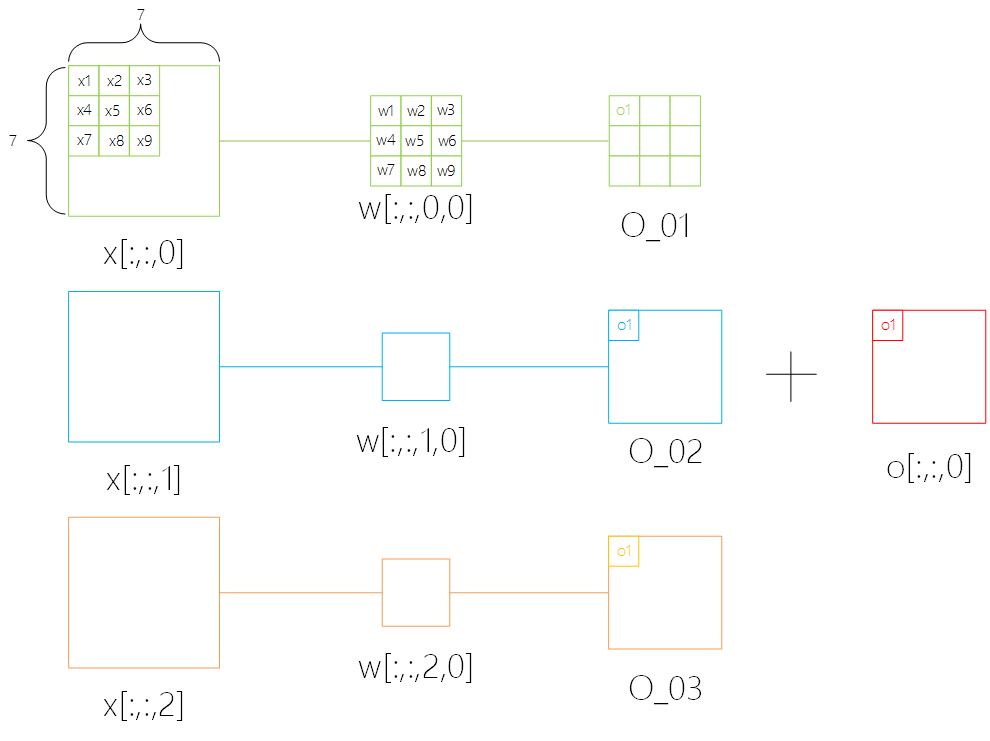 7
7
x1 x2 x3
x4 x5 x6
x7 x8 x9
w1 w2 w3
w4 w5 w6
w7 w8 w9
o1
x[:,:,0]
w[:,:,0,0]
O_01
o1
o1
x[:,:,1]
w[:,:,1,0]
O_02
o[:,:,0]
o1
x[:,:,2]
w[:,:,2,0]
O_03